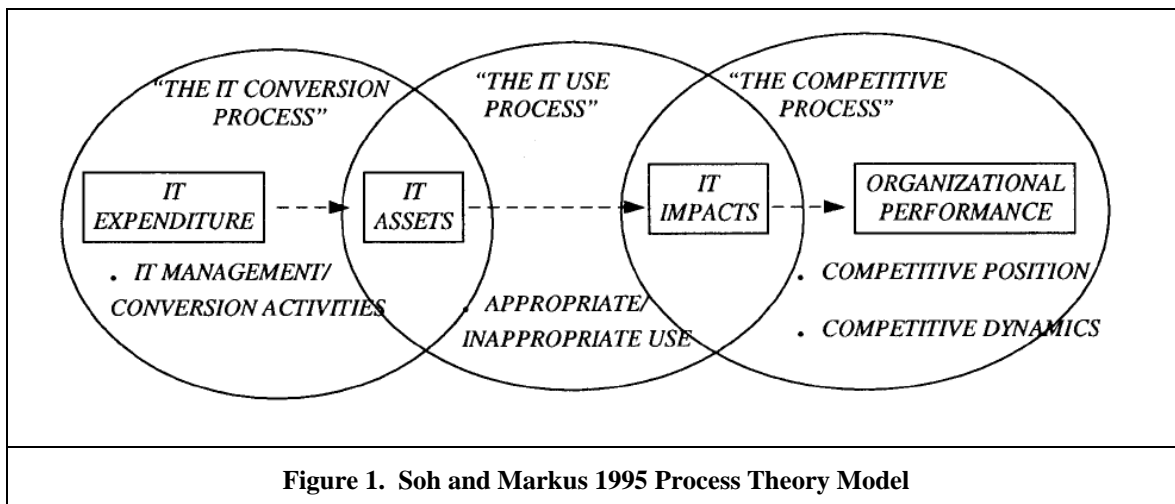 "THE IT CONVERSION
PROCESS"
"THE IT USE
PROCESS"
"THE COMPETITIVE
PROCESS"
IT
EXPENDITURE
IT
ASSETS
IT
IMPACTS
ORGANIZATIONAL
PERFORMANCE
. IT MANAGEMENT/
CONVERSION ACTIVITIES
. APPROPRIATE/
INAPPROPRIATE USE
. COMPETITIVE POSITION
. COMPETITIVE DYNAMICS
Figure 1. Soh and Markus 1995 Process Theory Model